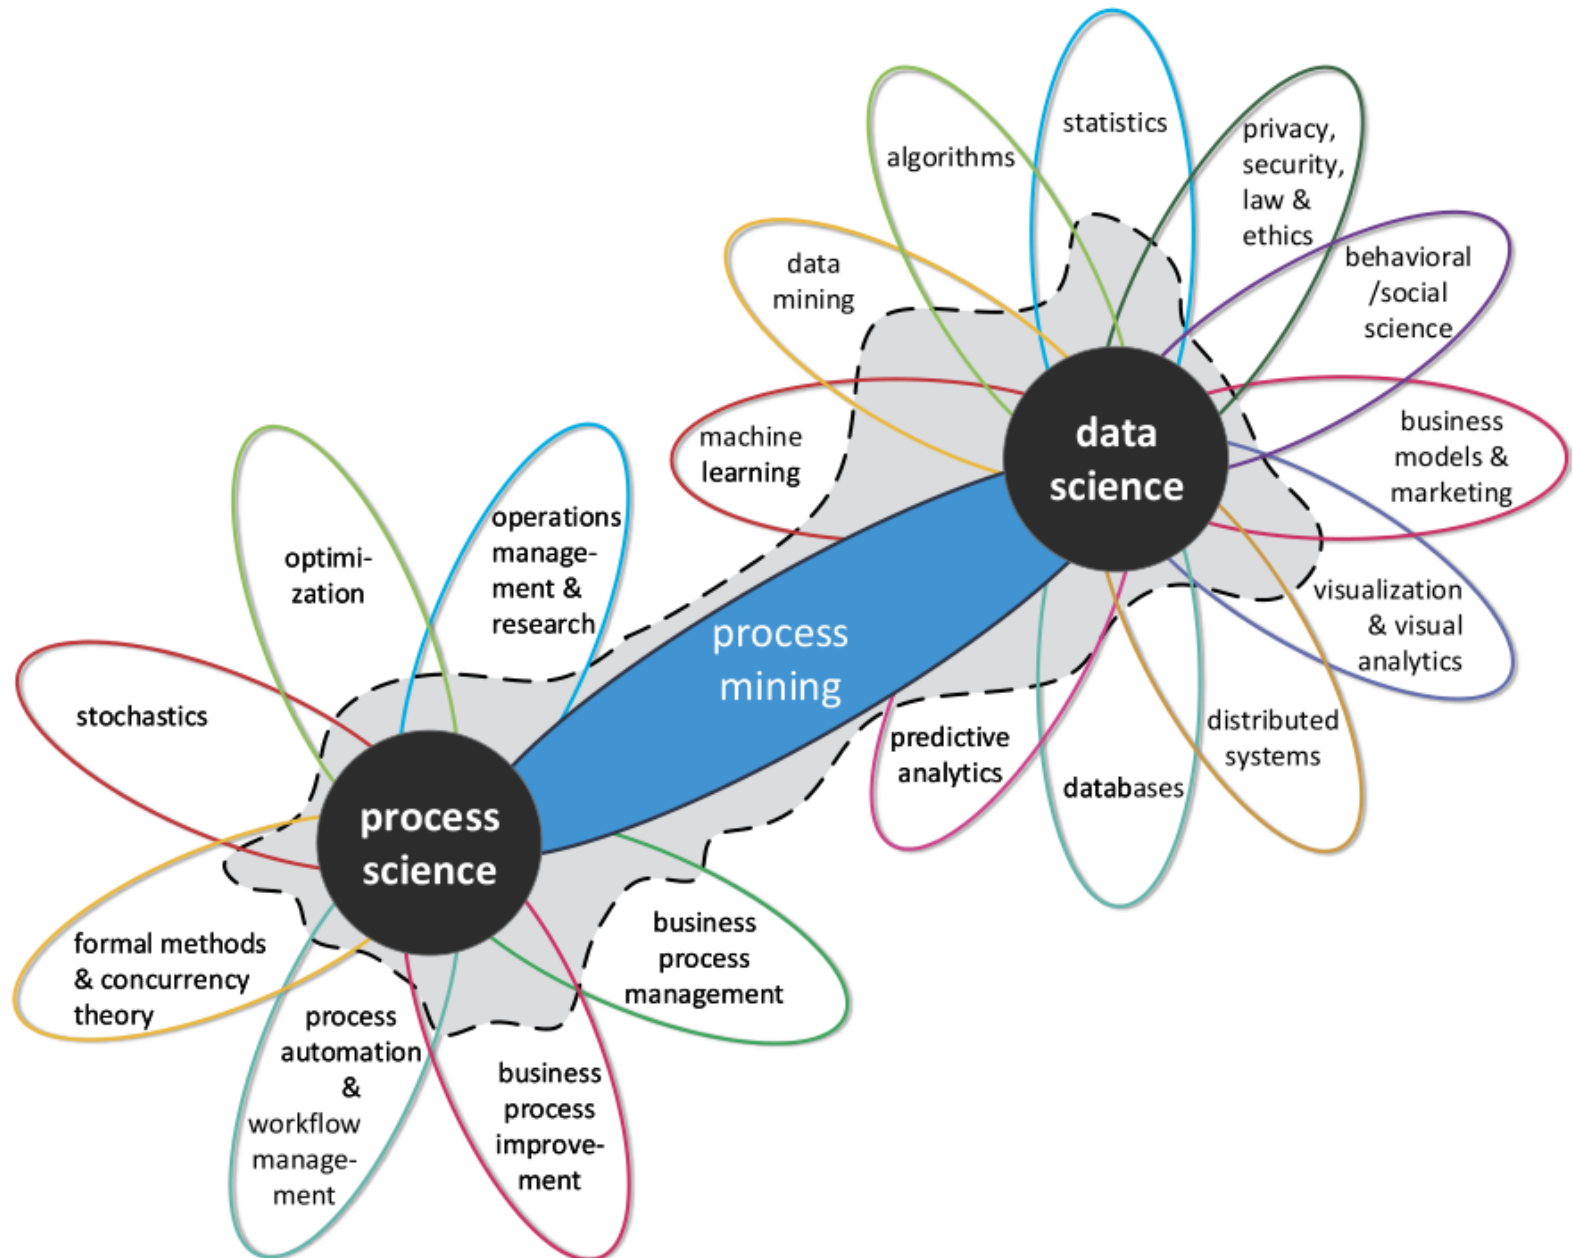 statistics
algorithms
privacy,
security,
law &
ethics
data
mining
behavioral
/social
science
machine
learning
data
science
business
models &
marketing
visualization
& visual
analytics
distributed
systems
databases
predictive
analytics
process
mining
operations
manage-
ment &
research
optimi-
zation
stochastics
process
science
formal methods
& concurrency
theory
process
automation
&
workflow
manage-
ment
business
process
improve-
ment
business
process
management